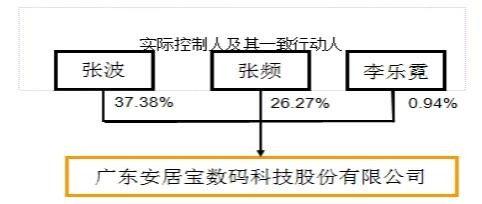 实际控制人及其一致行动人
张波 张频 李乐霓
37.38% 26.27% 0.94%
广东安居宝数码科技股份有限公司